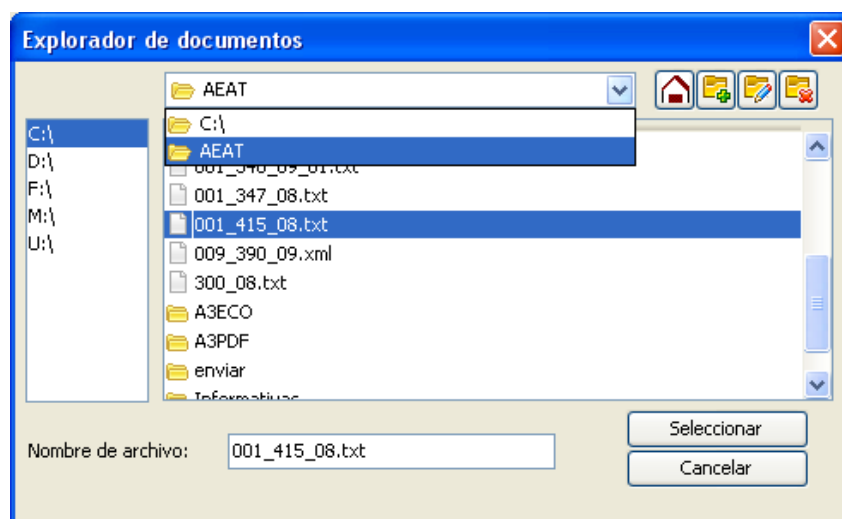 Explorador de documentos
AEAT
C:\
AEAT
C:\
D:\
F:\
M:\
U:\
001_347_08.txt
001_415_08.txt
009_390_09.xml
300_08.txt
A3ECO
A3PDF
enviar
Informativas
Nombre de archivo:
001_415_08.txt
Seleccionar
Cancelar